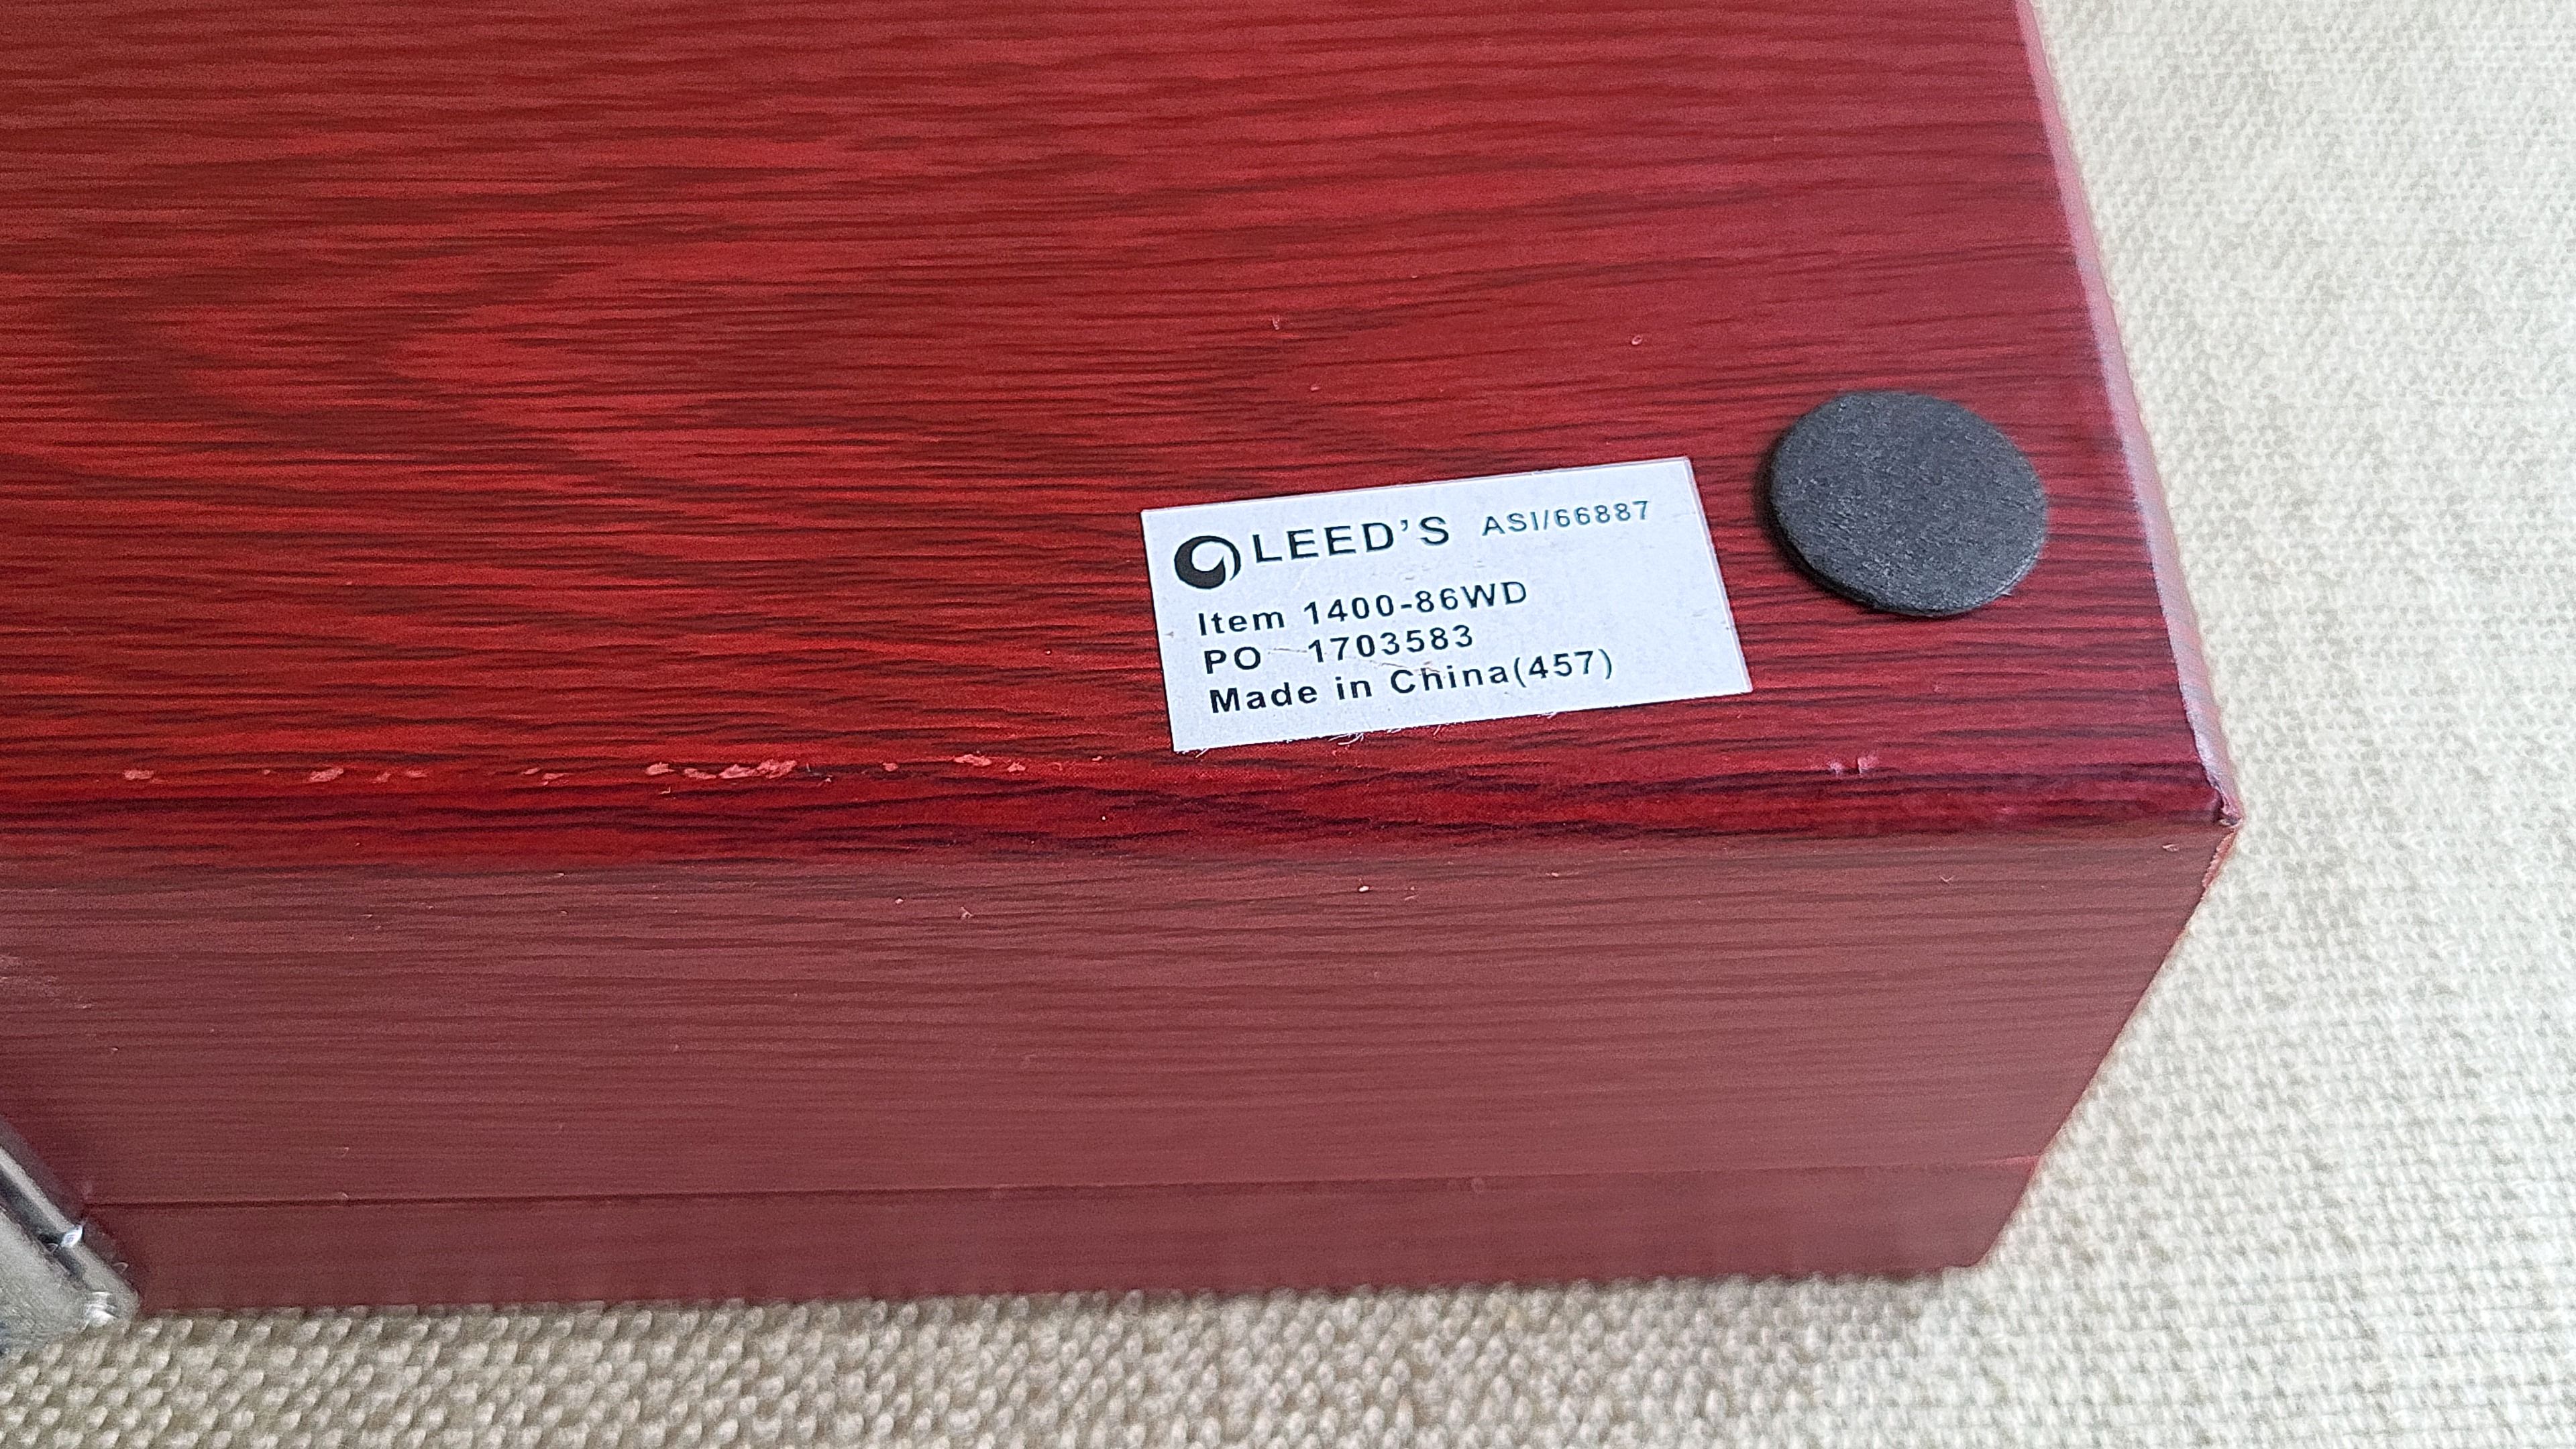 LEED'S ASI/66887
Item 1400-86WD
PO 1703583
Made in China(457)